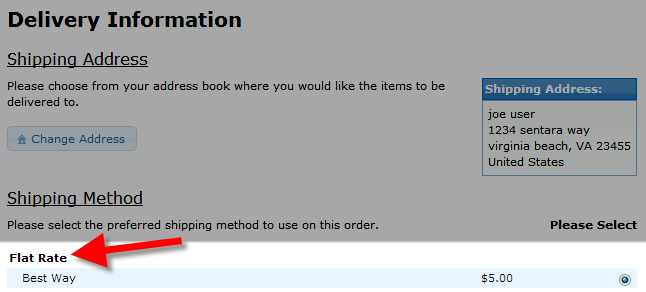 Delivery Information
Shipping Address
Please choose from your address book where you would like the items to be
delivered to.
Change Address
Shipping Address:
joe user
1234 sentara way
virginia beach, VA 23455
United States
Shipping Method
Please select the preferred shipping method to use on this order.
Please Select
Flat Rate
Best Way $5.00